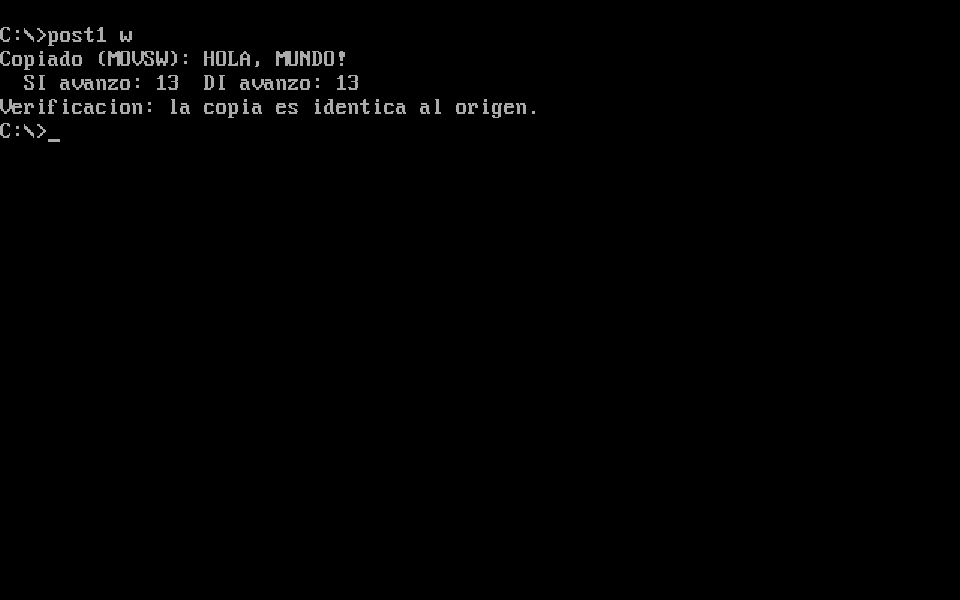 C:\>post1 w
Copiado (MOVSW): HOLA, MUNDO!
  SI avanzo: 13  DI avanzo: 13
Verificacion: la copia es identica al origen.
C:\>_